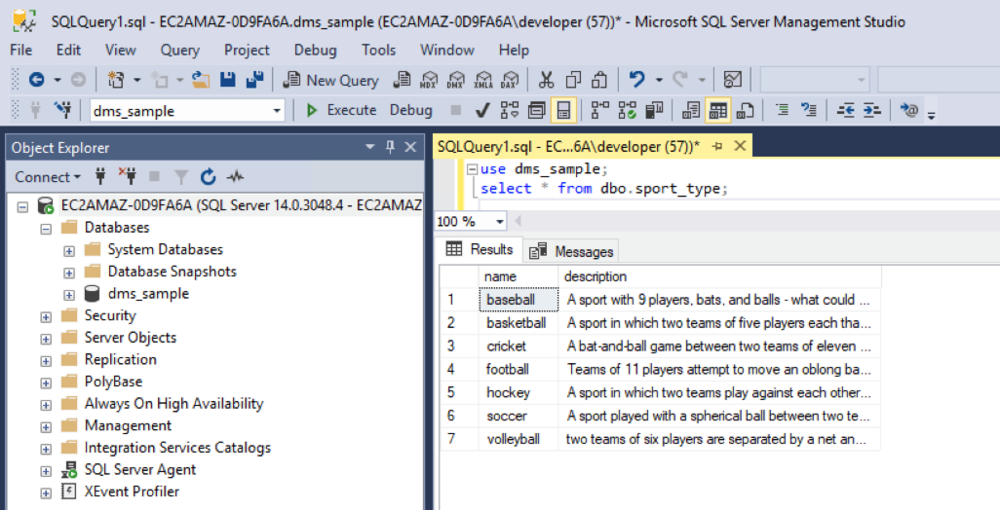 SQLQuery1.sql - EC2AMAZ-0D9FA6A.dms_sample (EC2AMAZ-0D9FA6A\developer (57))* - Microsoft SQL Server Management Studio
File Edit View Query Project Debug Tools Window Help
New Query MDX DMX XMLA DAX
dms_sample Execute Debug
Object Explorer
Connect
EC2AMAZ-0D9FA6A (SQL Server 14.0.3048.4 - EC2AMAZ
Databases
System Databases
Database Snapshots
dms_sample
Security
Server Objects
Replication
PolyBase
Always On High Availability
Management
Integration Services Catalogs
SQL Server Agent
XEvent Profiler
SQLQuery1.sql - EC...6A\developer (57))*
use dms_sample;
select * from dbo.sport_type;
100 %
Results Messages
name description
1 baseball A sport with 9 players, bats, and balls - what could ...
2 basketball A sport in which two teams of five players each tha...
3 cricket A bat-and-ball game between two teams of eleven ...
4 football Teams of 11 players attempt to move an oblong ba...
5 hockey A sport in which two teams play against each other...
6 soccer A sport played with a spherical ball between two te...
7 volleyball two teams of six players are separated by a net an...